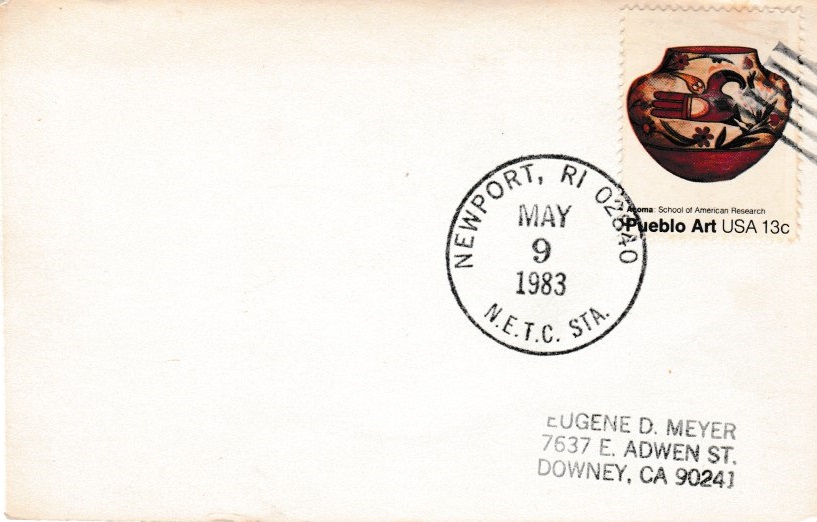 Acoma: School of American Research
Pueblo Art USA 13c
NEWPORT, RI 02840
MAY
9
1983
N.E.T.C. STA.
EUGENE D. MEYER
7637 E. ADWEN ST.
DOWNEY, CA 90241